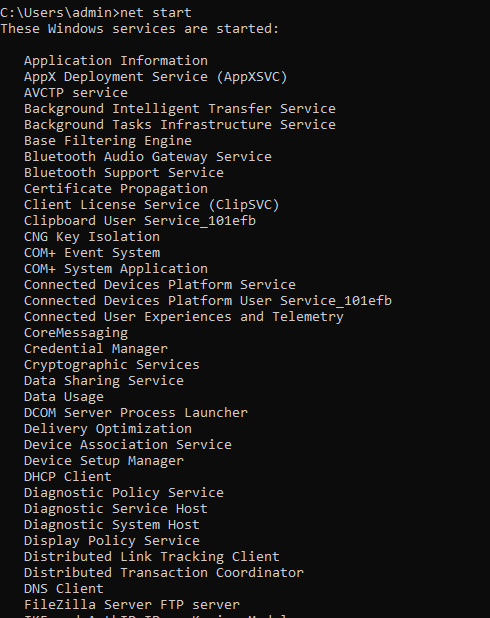 C:\Users\admin>net start
These Windows services are started:
Application Information
AppX Deployment Service (AppXSVC)
AVCTP service
Background Intelligent Transfer Service
Background Tasks Infrastructure Service
Base Filtering Engine
Bluetooth Audio Gateway Service
Bluetooth Support Service
Certificate Propagation
Client License Service (ClipSVC)
Clipboard User Service_101efb
CNG Key Isolation
COM+ Event System
COM+ System Application
Connected Devices Platform Service
Connected Devices Platform User Service_101efb
Connected User Experiences and Telemetry
CoreMessaging
Credential Manager
Cryptographic Services
Data Sharing Service
Data Usage
DCOM Server Process Launcher
Delivery Optimization
Device Association Service
Device Setup Manager
DHCP Client
Diagnostic Policy Service
Diagnostic Service Host
Diagnostic System Host
Display Policy Service
Distributed Link Tracking Client
Distributed Transaction Coordinator
DNS Client
FileZilla Server FTP server